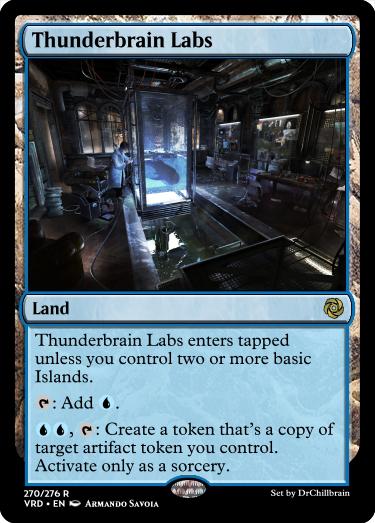 Thunderbrain Labs
Land
Thunderbrain Labs enters tapped
unless you control two or more basic
Islands.
: Add .
, : Create a token that's a copy of
target artifact token you control.
Activate only as a sorcery.
270/276 R
VRD • EN Armando Savoia
Set by DrChillbrain